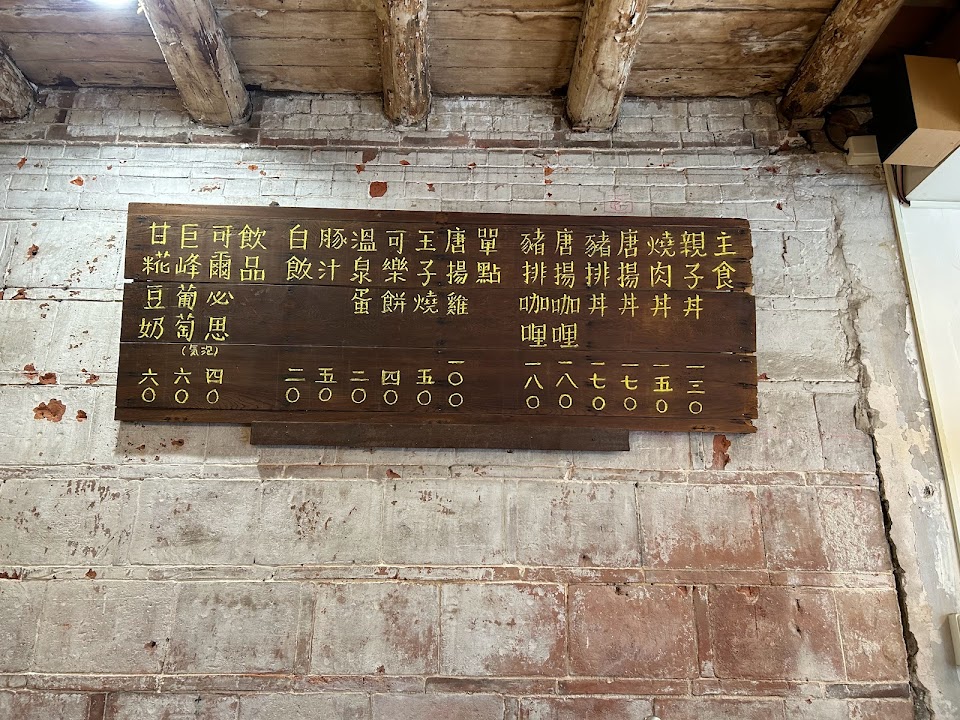 主食
親子丼 一三〇
燒肉丼 一五〇
唐揚丼 一七〇
豬排丼 一七〇
唐揚咖哩 一八〇
豬排咖哩 一八〇
單點
唐揚雞 一〇〇
王子燒 五〇
可樂餅 四〇
溫泉蛋 二〇
豚汁 五〇
白飯 二〇
飲品
可爾必思(氣泡) 四〇
巨峰葡萄 六〇
甘糀豆奶 六〇